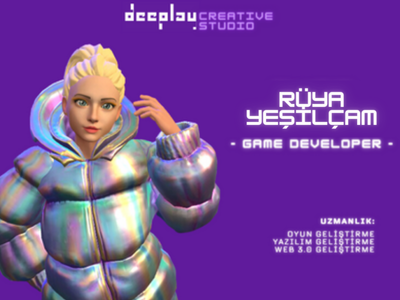 deeplay. CREATIVE
STUDIO
RÜYA
YEŞİLÇAM
- GAME DEVELOPER -
UZMANLIK:
OYUN GELİŞTİRME
YAZILIM GELİŞTİRME
WEB 3.0 GELİŞTİRME